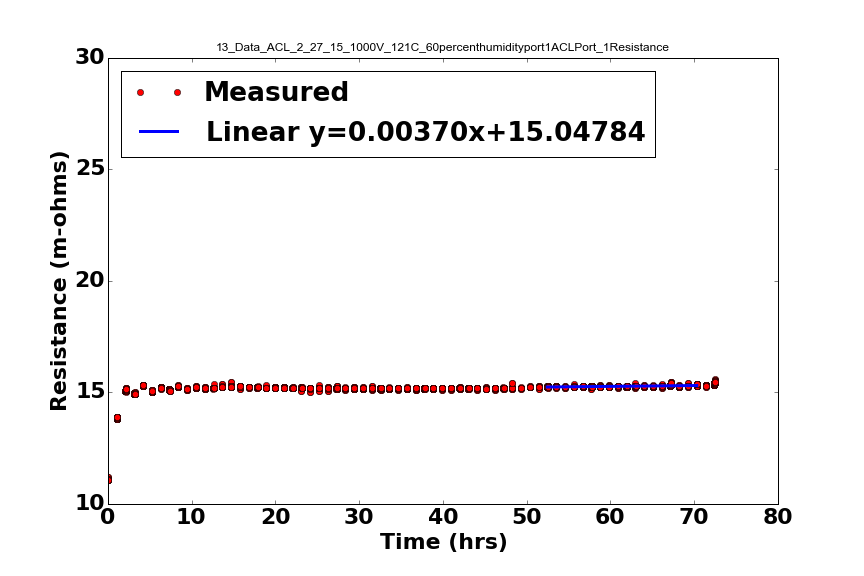 13_Data_ACL_2_27_15_1000V_121C_60percenthumidityport1ACLPort_1Resistance
30
Measured
Linear y=0.00370x+15.04784
25
20
15
10
Resistance (m-ohms)
0 10 20 30 40 50 60 70 80
Time (hrs)